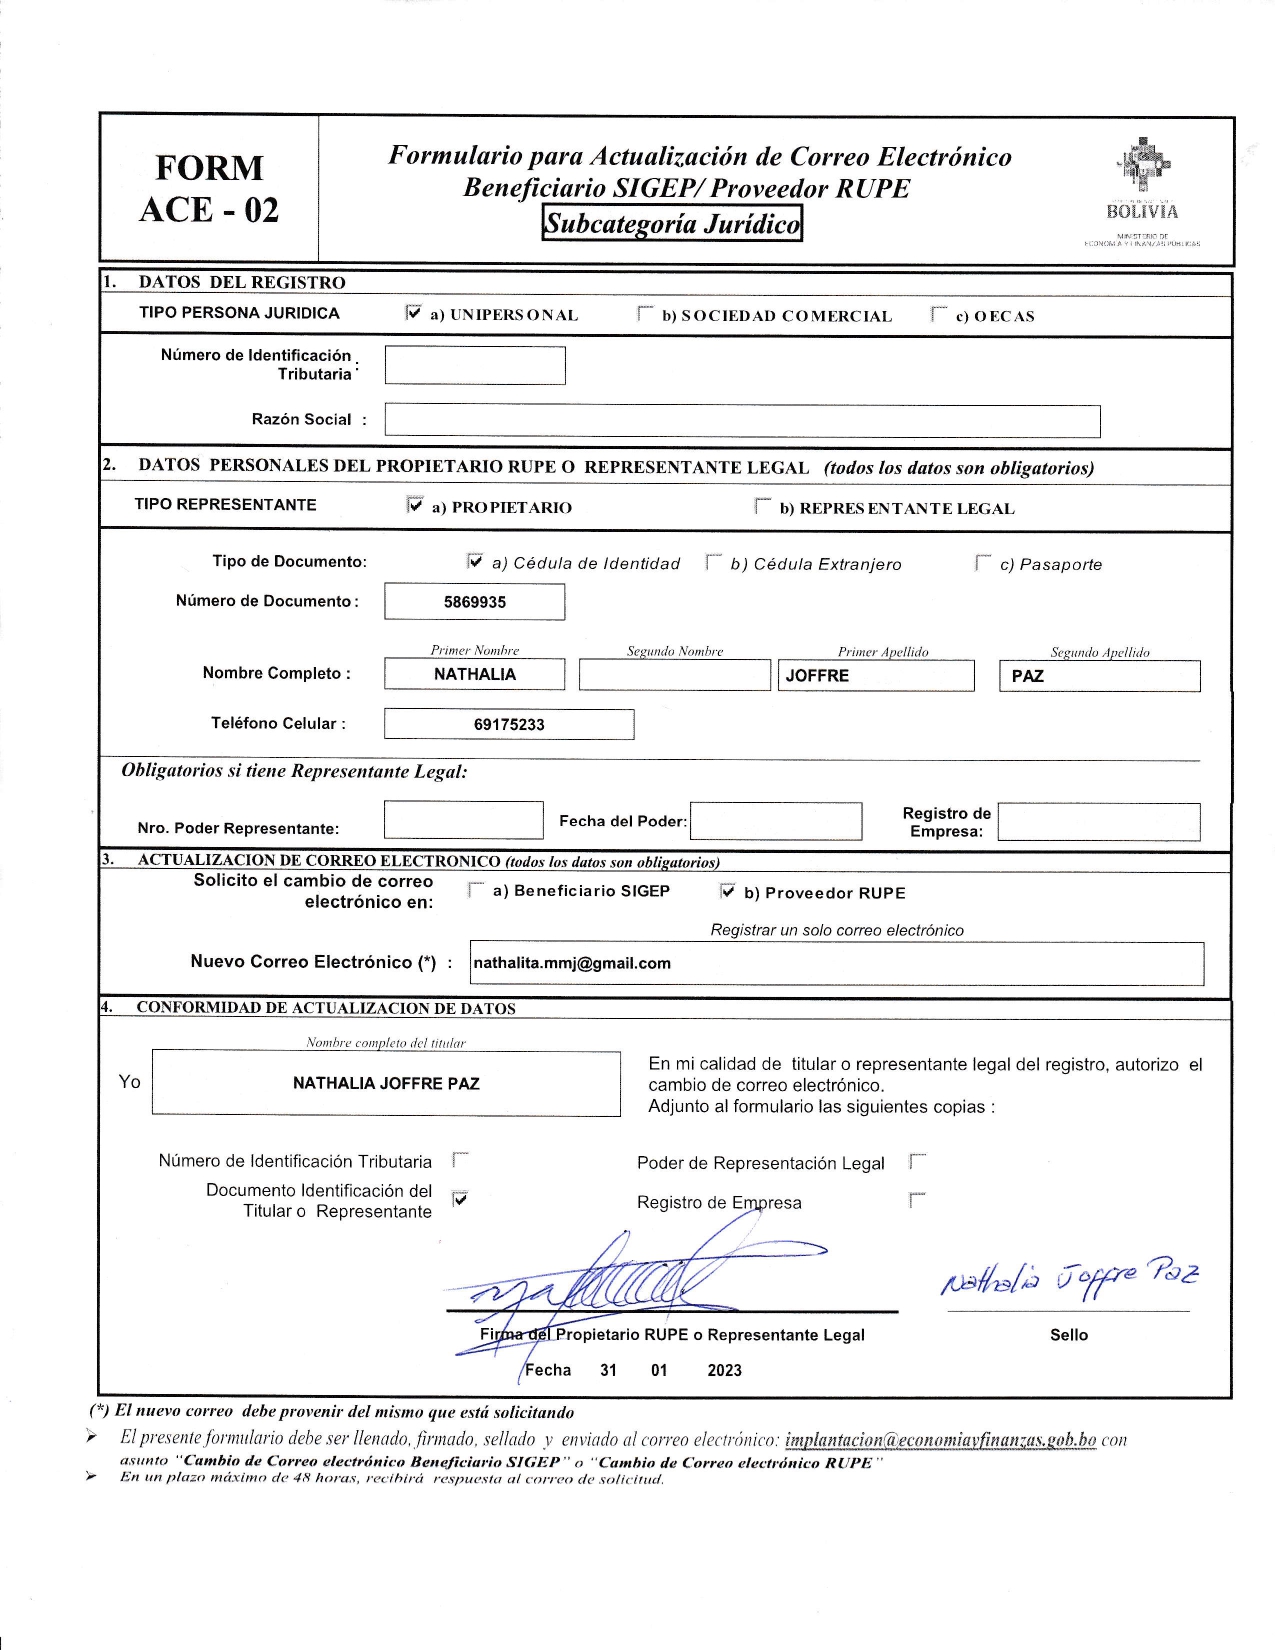 FORM
ACE - 02
Formulario para Actualización de Correo Electrónico
Beneficiario SIGEP/ Proveedor RUPE
Subcategoría Jurídico
BOLIVIA
MINISTERIO DE
ECONOMIA Y FINANZAS PUBLICAS
1. DATOS DEL REGISTRO
TIPO PERSONA JURIDICA a) UNIPERSONAL b) SOCIEDAD COMERCIAL c) OECAS
Número de Identificación
Tributaria :
Razón Social :
2. DATOS PERSONALES DEL PROPIETARIO RUPE O REPRESENTANTE LEGAL (todos los datos son obligatorios)
TIPO REPRESENTANTE a) PROPIETARIO b) REPRESENTANTE LEGAL
Tipo de Documento: a) Cédula de Identidad b) Cédula Extranjero c) Pasaporte
Número de Documento : 5869935
Primer Nombre Segundo Nombre Primer Apellido Segundo Apellido
Nombre Completo : NATHALIA JOFFRE PAZ
Teléfono Celular : 69175233
Obligatorios si tiene Representante Legal:
Nro. Poder Representante: Fecha del Poder: Registro de
Empresa:
3. ACTUALIZACION DE CORREO ELECTRONICO (todos los datos son obligatorios)
Solicito el cambio de correo
electrónico en: a) Beneficiario SIGEP b) Proveedor RUPE
Registrar un solo correo electrónico
Nuevo Correo Electrónico (*) : nathalita.mmj@gmail.com
4. CONFORMIDAD DE ACTUALIZACION DE DATOS
Nombre completo del titular
Yo NATHALIA JOFFRE PAZ
En mi calidad de titular o representante legal del registro, autorizo el
cambio de correo electrónico.
Adjunto al formulario las siguientes copias :
Número de Identificación Tributaria Poder de Representación Legal
Documento Identificación del
Titular o Representante Registro de Empresa
Nathalia Joffre Paz
Firma del Propietario RUPE o Representante Legal Sello
Fecha 31 01 2023
(*) El nuevo correo debe provenir del mismo que está solicitando
➢ El presente formulario debe ser llenado, firmado, sellado y enviado al correo electrónico: implantacion@economiayfinanzas.gob.bo con
asunto "Cambio de Correo electrónico Beneficiario SIGEP" o "Cambio de Correo electrónico RUPE"
➢ En un plazo máximo de 48 horas, recibirá respuesta al correo de solicitud.